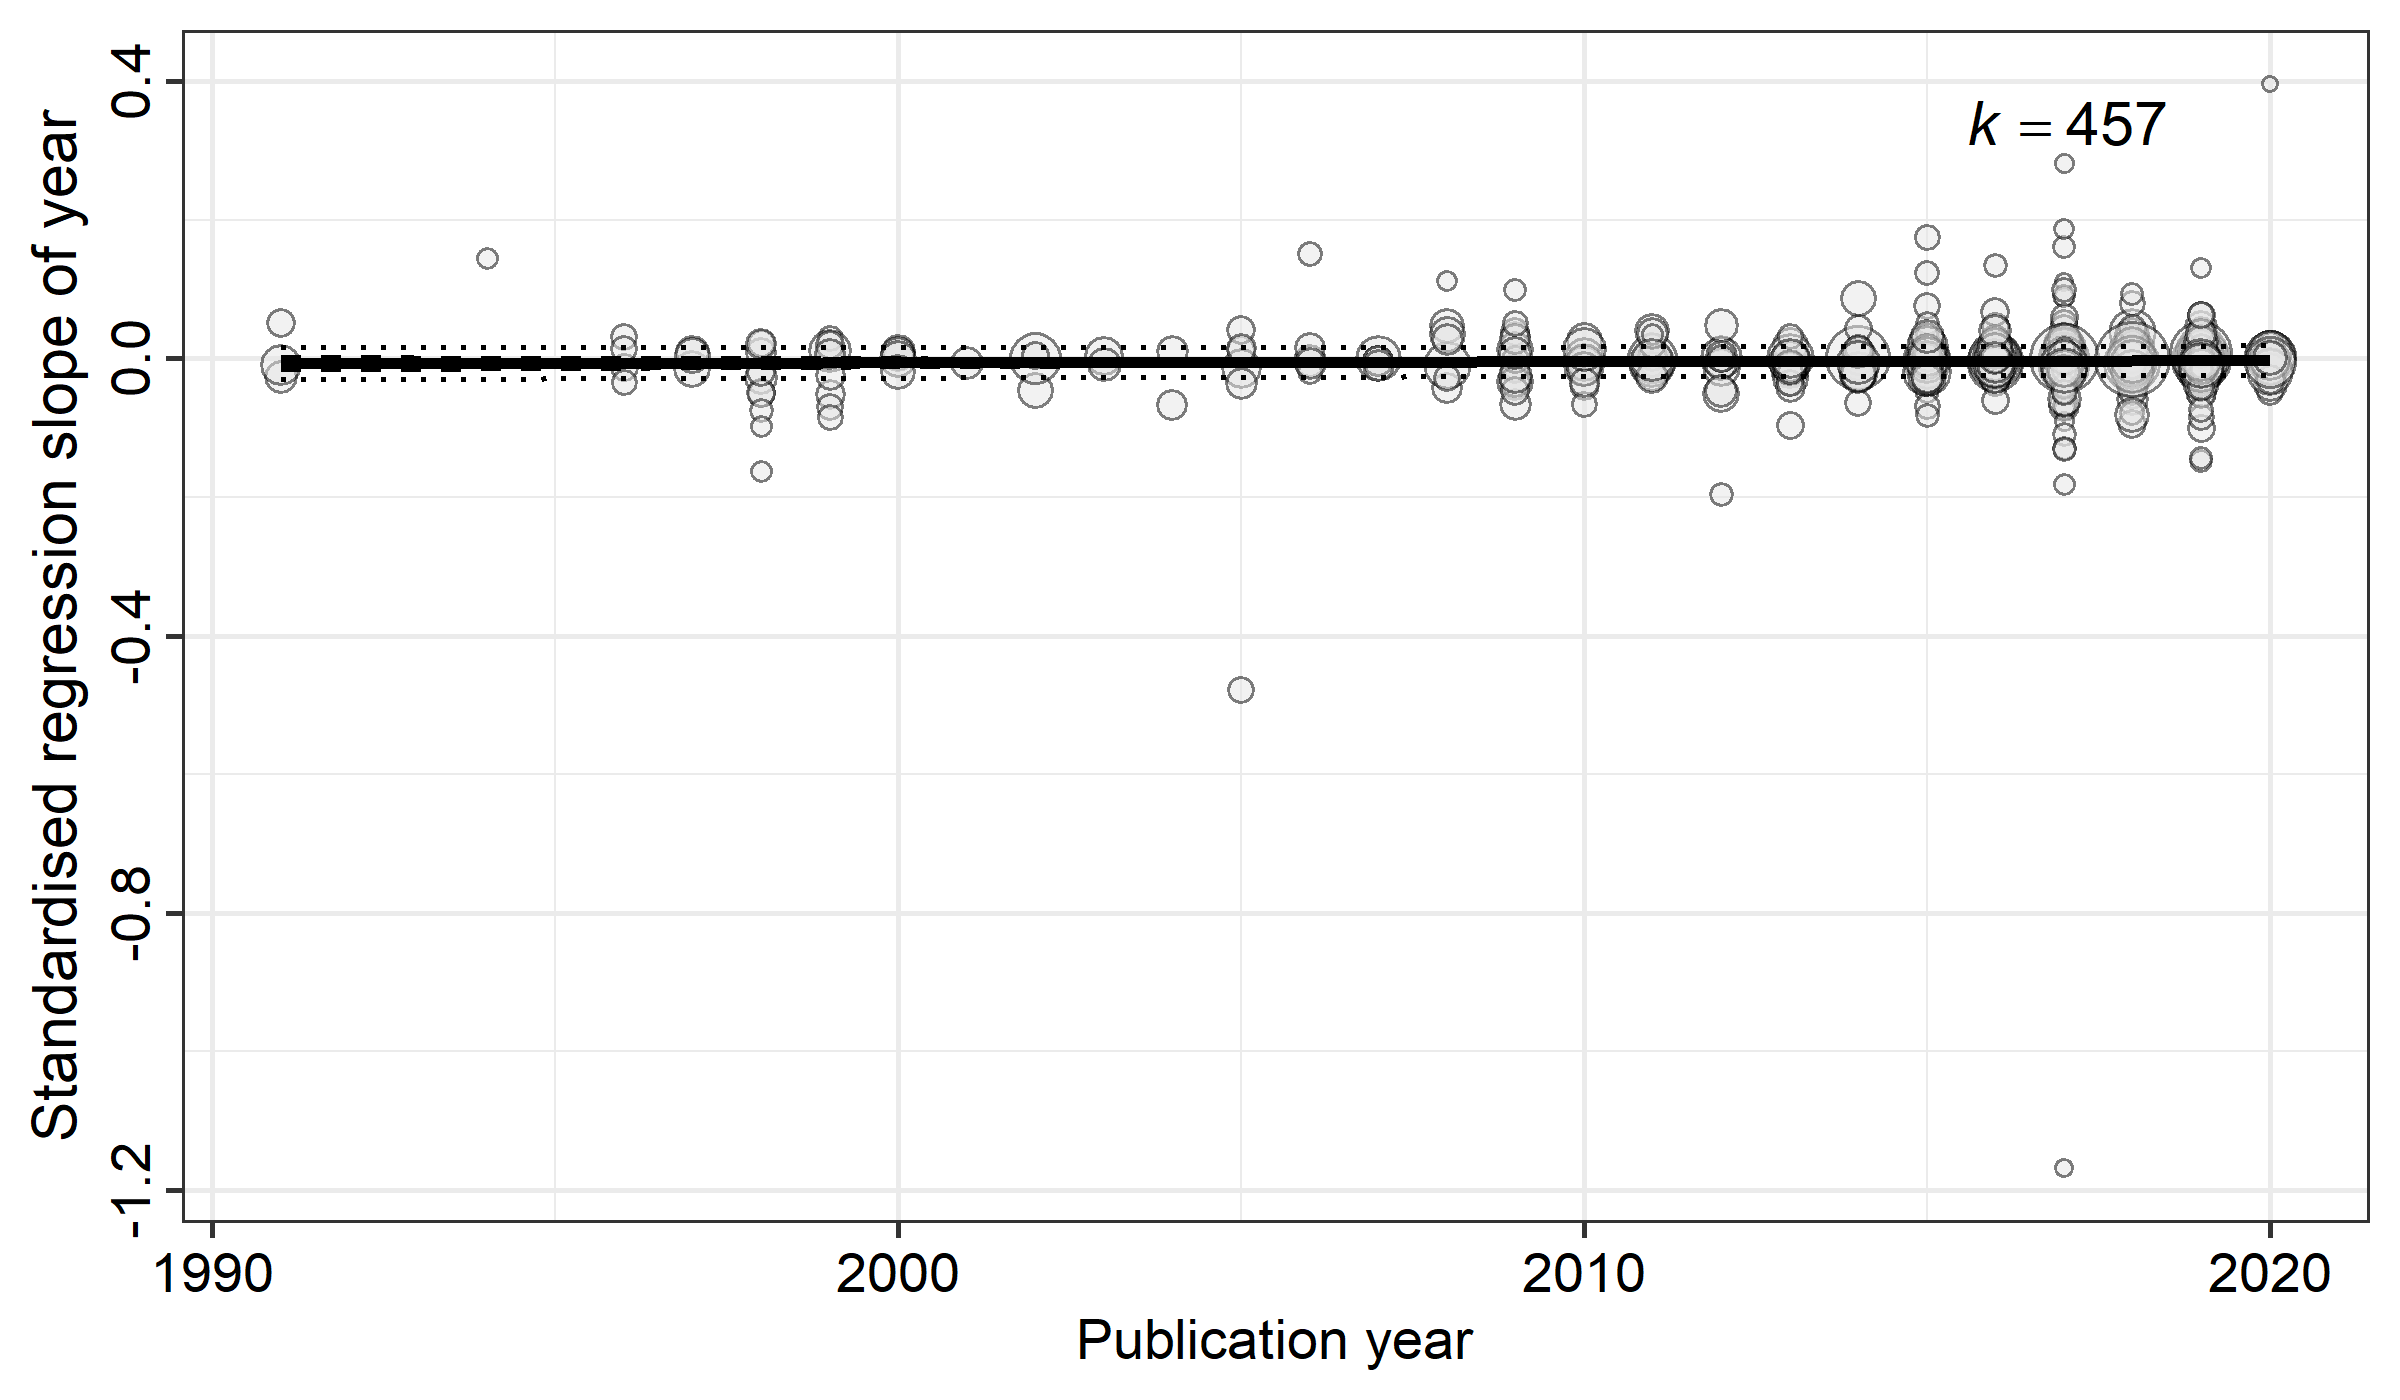 Standardised regression slope of year
0.4
0.0
-0.4
-0.8
-1.2
k = 457
1990 2000 2010 2020
Publication year